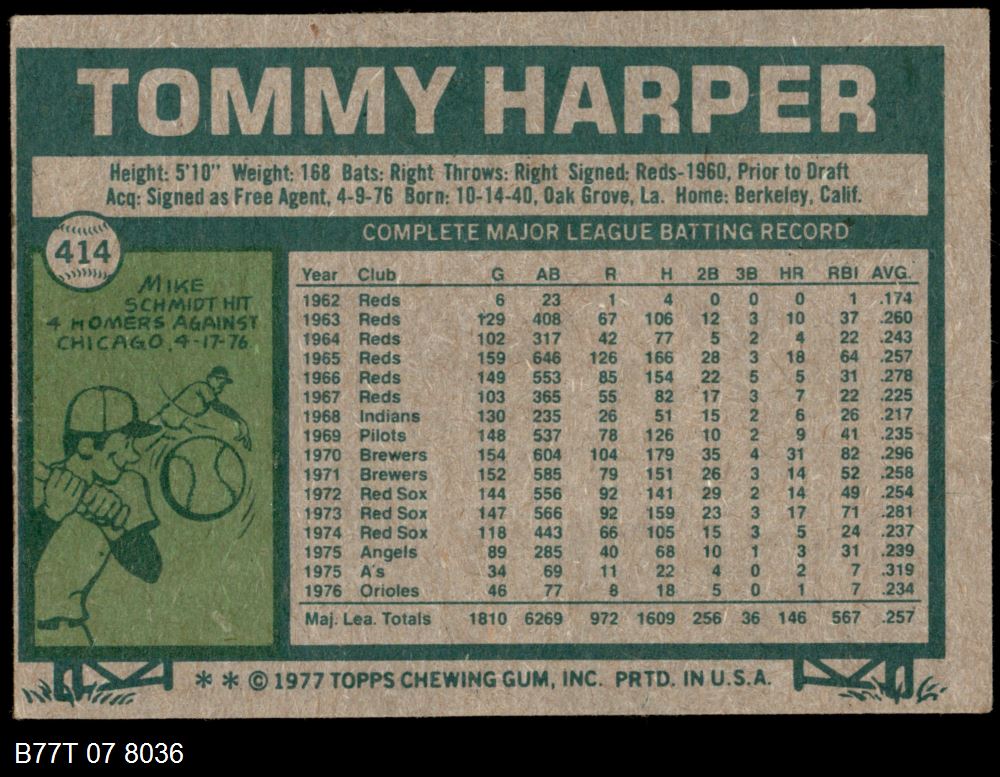 TOMMY HARPER
Height: 5'10" Weight: 168 Bats: Right Throws: Right Signed: Reds-1960, Prior to Draft
Acq: Signed as Free Agent, 4-9-76 Born: 10-14-40, Oak Grove, La. Home: Berkeley, Calif.
414
MIKE
SCHMIDT HIT
4 HOMERS AGAINST
CHICAGO, 4-17-76.
COMPLETE MAJOR LEAGUE BATTING RECORD
Year Club G AB R H 2B 3B HR RBI AVG.
1962 Reds 6 23 1 4 0 0 0 1 .174
1963 Reds 129 408 67 106 12 3 10 37 .260
1964 Reds 102 317 42 77 5 2 4 22 .243
1965 Reds 159 646 126 166 28 3 18 64 .257
1966 Reds 149 553 85 154 22 5 5 31 .278
1967 Reds 103 365 55 82 17 3 7 22 .225
1968 Indians 130 235 26 51 15 2 6 26 .217
1969 Pilots 148 537 78 126 10 2 9 41 .235
1970 Brewers 154 604 104 179 35 4 31 82 .296
1971 Brewers 152 585 79 151 26 3 14 52 .258
1972 Red Sox 144 556 92 141 29 2 14 49 .254
1973 Red Sox 147 566 92 159 23 3 17 71 .281
1974 Red Sox 118 443 66 105 15 3 5 24 .237
1975 Angels 89 285 40 68 10 1 3 31 .239
1975 A's 34 69 11 22 4 0 2 7 .319
1976 Orioles 46 77 8 18 5 0 1 7 .234
Maj. Lea. Totals 1810 6269 972 1609 256 36 146 567 .257
* * © 1977 TOPPS CHEWING GUM, INC. PRTD. IN U.S.A.
B77T 07 8036